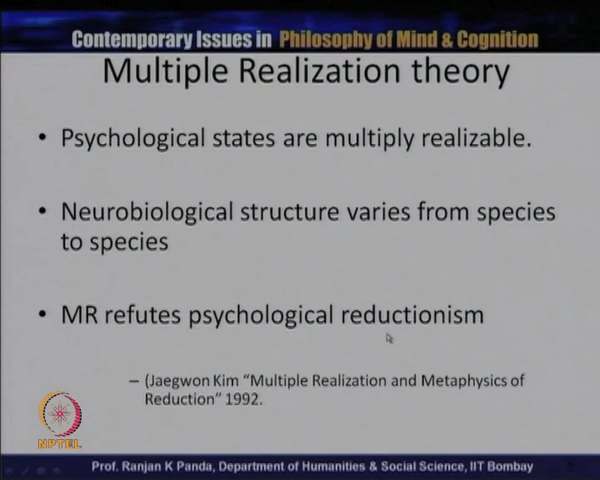 Contemporary Issues in Philosophy of Mind & Cognition
Multiple Realization theory
• Psychological states are multiply realizable.
• Neurobiological structure varies from species
to species
• MR refutes psychological reductionism
– (Jaegwon Kim “Multiple Realization and Metaphysics of
Reduction” 1992.
NPTEL
Prof. Ranjan K Panda, Department of Humanities & Social Science, IIT Bombay